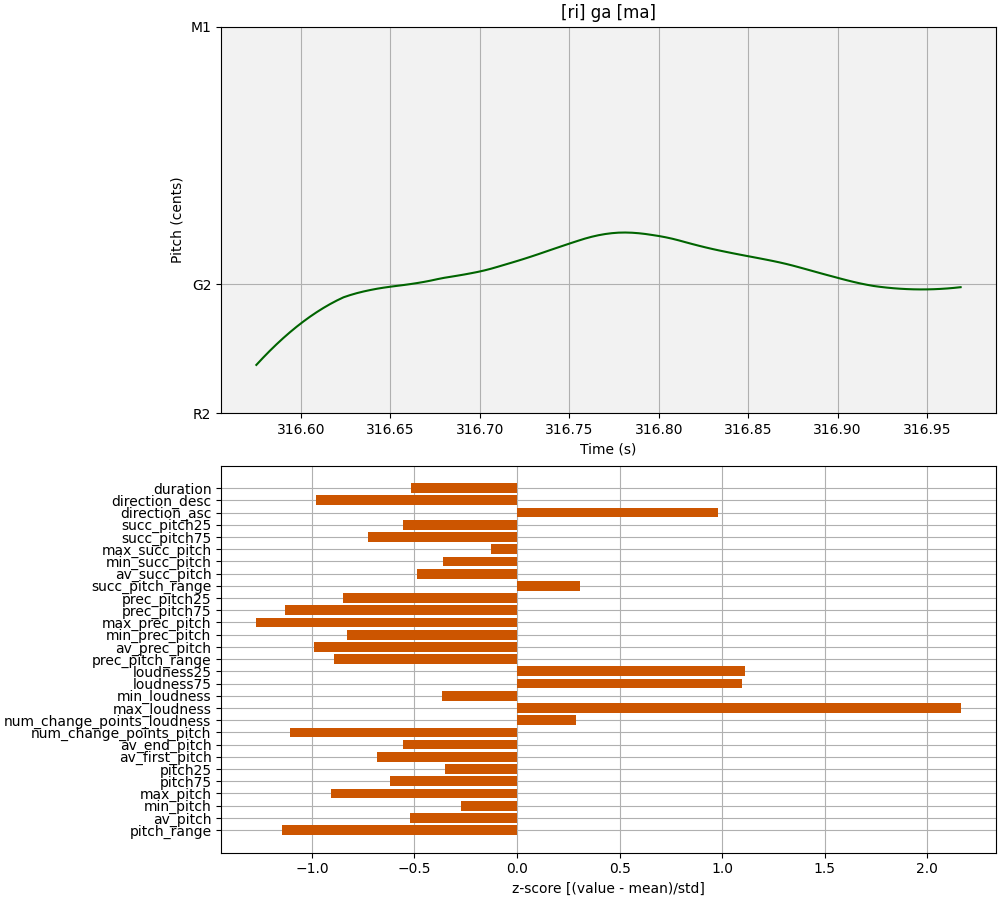 [ri] ga [ma]
M1
G2
R2
Pitch (cents)
316.60 316.65 316.70 316.75 316.80 316.85 316.90 316.95
Time (s)
duration
direction_desc
direction_asc
succ_pitch25
succ_pitch75
max_succ_pitch
min_succ_pitch
av_succ_pitch
succ_pitch_range
prec_pitch25
prec_pitch75
max_prec_pitch
min_prec_pitch
av_prec_pitch
prec_pitch_range
loudness25
loudness75
min_loudness
max_loudness
num_change_points_loudness
num_change_points_pitch
av_end_pitch
av_first_pitch
pitch25
pitch75
max_pitch
min_pitch
av_pitch
pitch_range
−1.0 −0.5 0.0 0.5 1.0 1.5 2.0
z-score [(value - mean)/std]